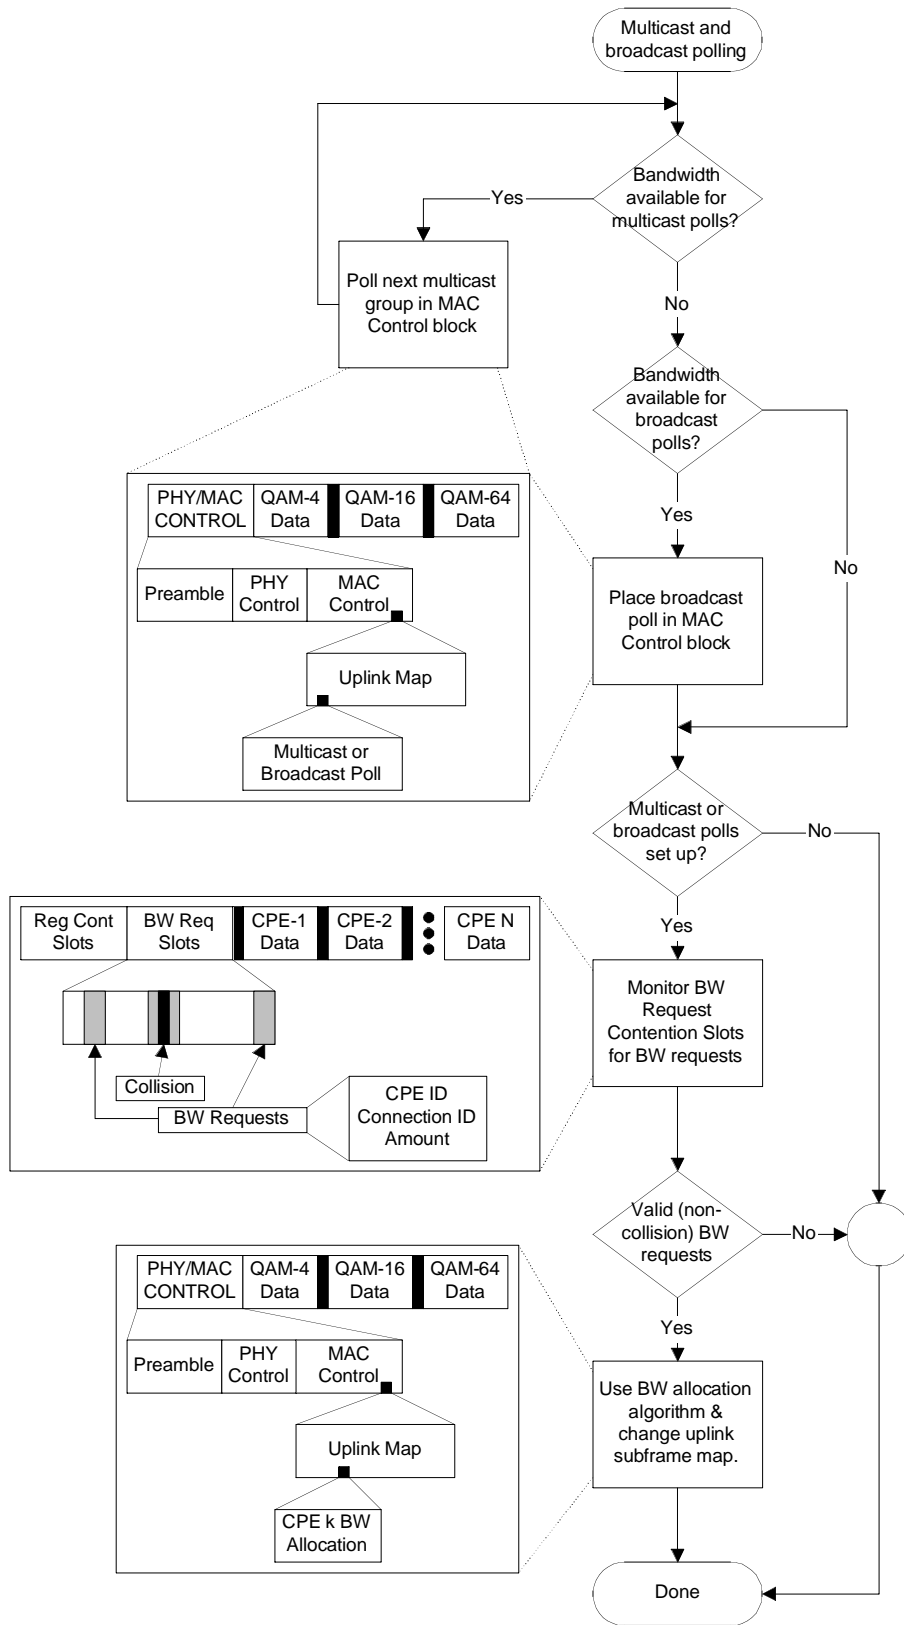 Multicast and
broadcast polling
Bandwidth
available for
multicast polls?
Yes
Poll next multicast
group in MAC
Control block
No
Bandwidth
available for
broadcast
polls?
Yes
No
Place broadcast
poll in MAC
Control block
PHY/MAC
CONTROL
QAM-4
Data
QAM-16
Data
QAM-64
Data
Preamble
PHY
Control
MAC
Control
Uplink Map
Multicast or
Broadcast Poll
Multicast or
broadcast polls
set up?
No
Yes
Reg Cont
Slots
BW Req
Slots
CPE-1
Data
CPE-2
Data
CPE N
Data
Collision
BW Requests
CPE ID
Connection ID
Amount
Monitor BW
Request
Contention Slots
for BW requests
Valid (non-
collision) BW
requests
No
Yes
PHY/MAC
CONTROL
QAM-4
Data
QAM-16
Data
QAM-64
Data
Preamble
PHY
Control
MAC
Control
Uplink Map
CPE k BW
Allocation
Use BW allocation
algorithm &
change uplink
subframe map.
Done